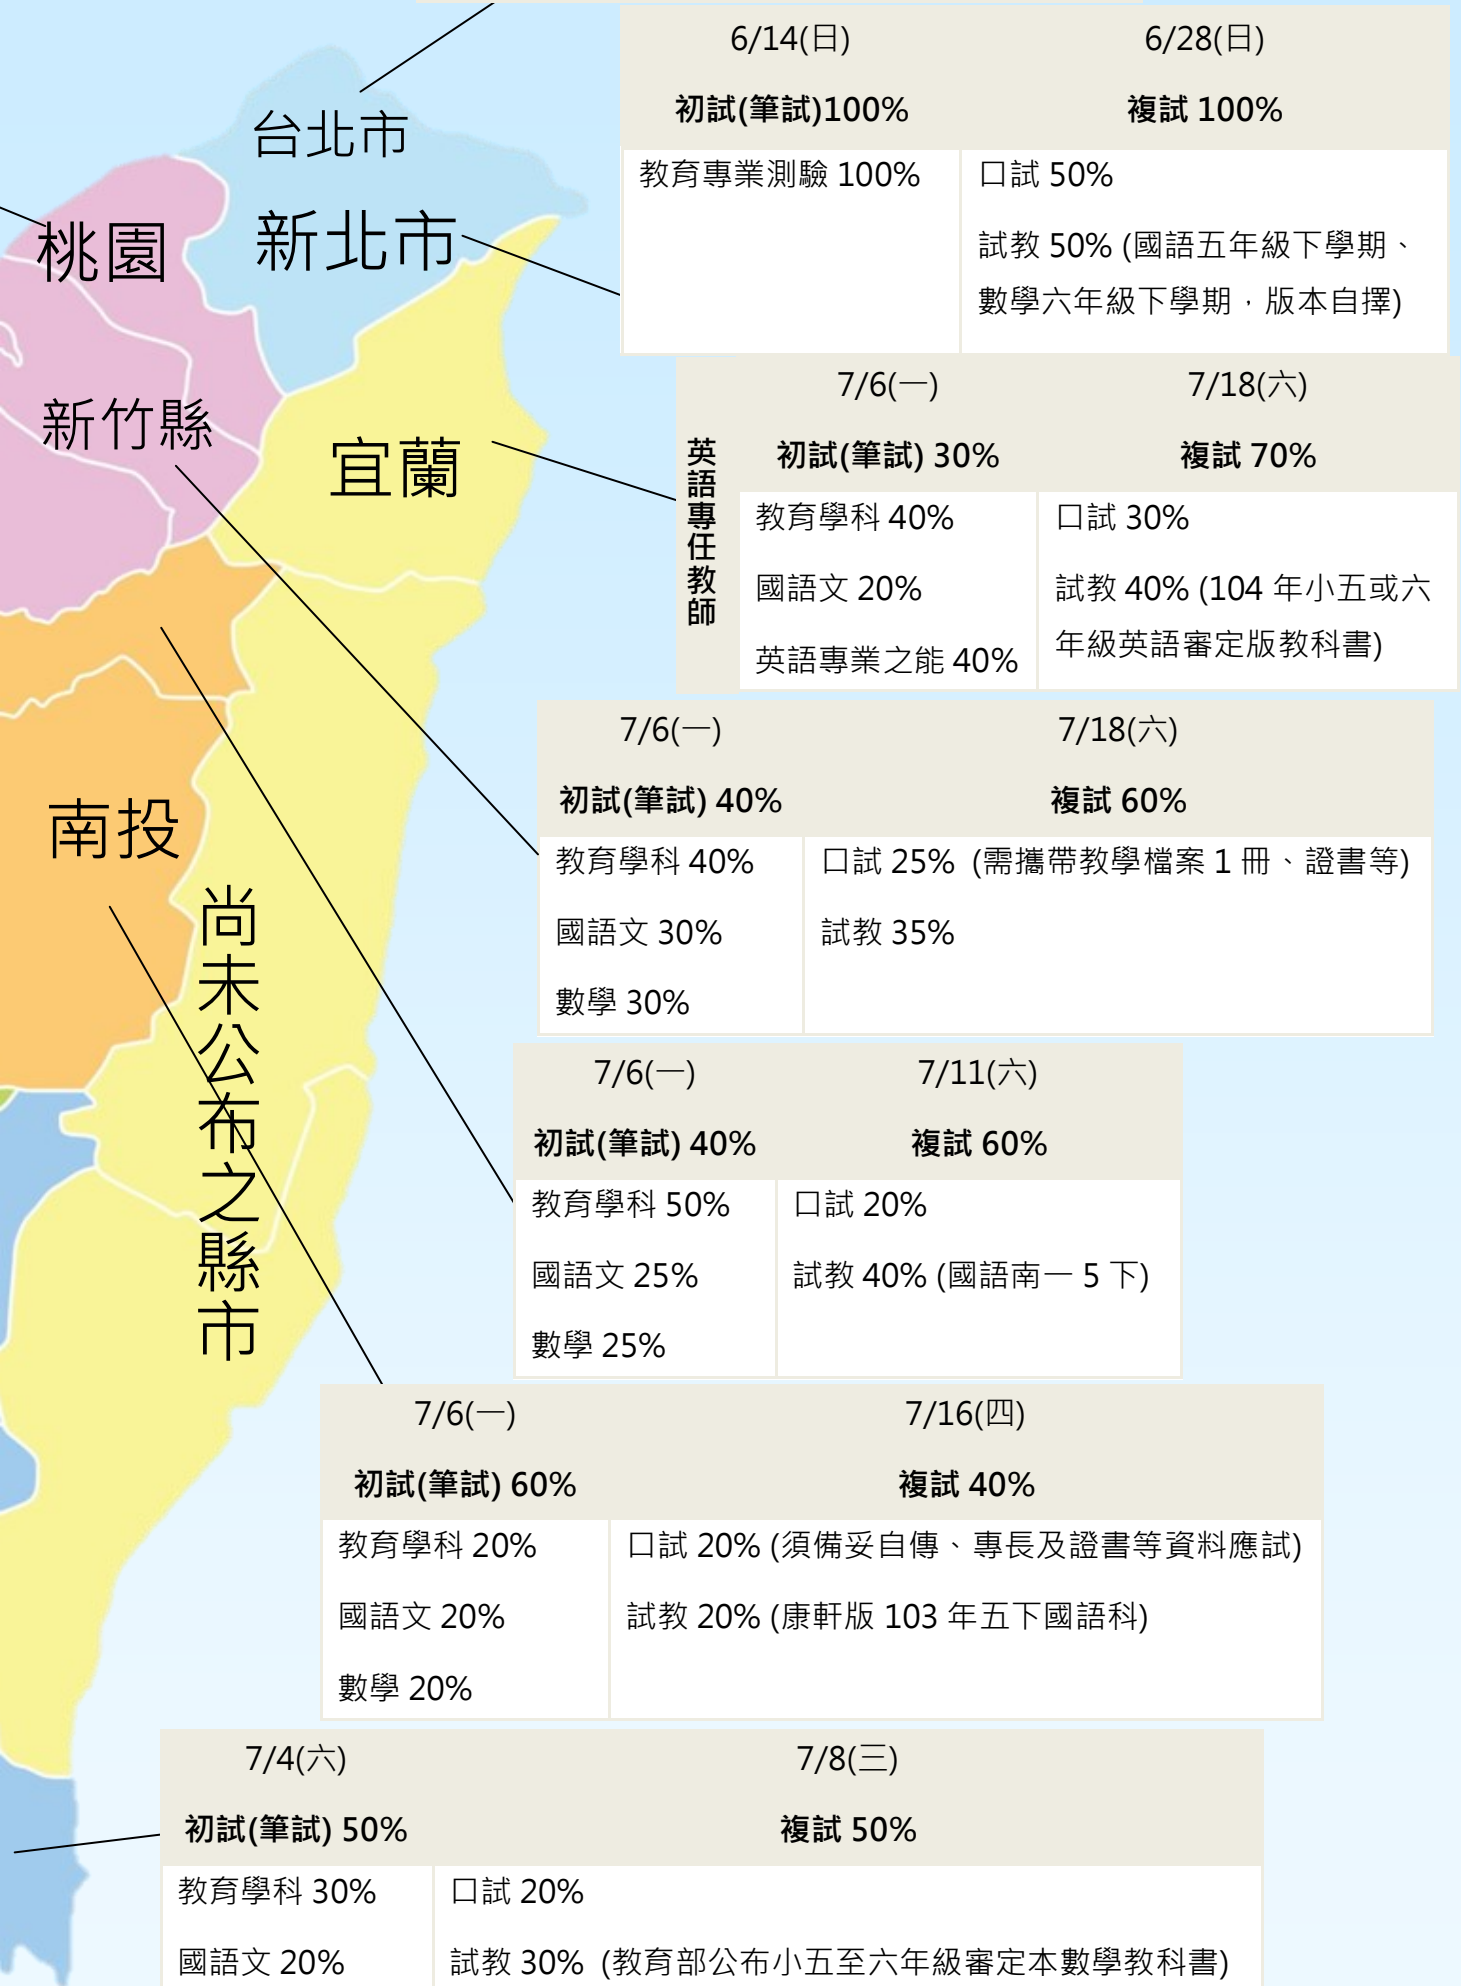 台北市
桃園
新北市
新竹縣
宜蘭
南投
尚未公布之縣市
6/14(日) 6/28(日)
初試(筆試)100% 複試 100%
教育專業測驗 100% 口試 50%
試教 50% (國語五年級下學期、
數學六年級下學期，版本自擇)
英語專任教師
7/6(一) 7/18(六)
初試(筆試) 30% 複試 70%
教育學科 40% 口試 30%
國語文 20% 試教 40% (104 年小五或六
年級英語審定版教科書)
英語專業之能 40%
7/6(一) 7/18(六)
初試(筆試) 40% 複試 60%
教育學科 40% 口試 25% (需攜帶教學檔案 1 冊、證書等)
國語文 30% 試教 35%
數學 30%
7/6(一) 7/11(六)
初試(筆試) 40% 複試 60%
教育學科 50% 口試 20%
國語文 25% 試教 40% (國語南一 5 下)
數學 25%
7/6(一) 7/16(四)
初試(筆試) 60% 複試 40%
教育學科 20% 口試 20% (須備妥自傳、專長及證書等資料應試)
國語文 20% 試教 20% (康軒版 103 年五下國語科)
數學 20%
7/4(六) 7/8(三)
初試(筆試) 50% 複試 50%
教育學科 30% 口試 20%
國語文 20% 試教 30% (教育部公布小五至六年級審定本數學教科書)